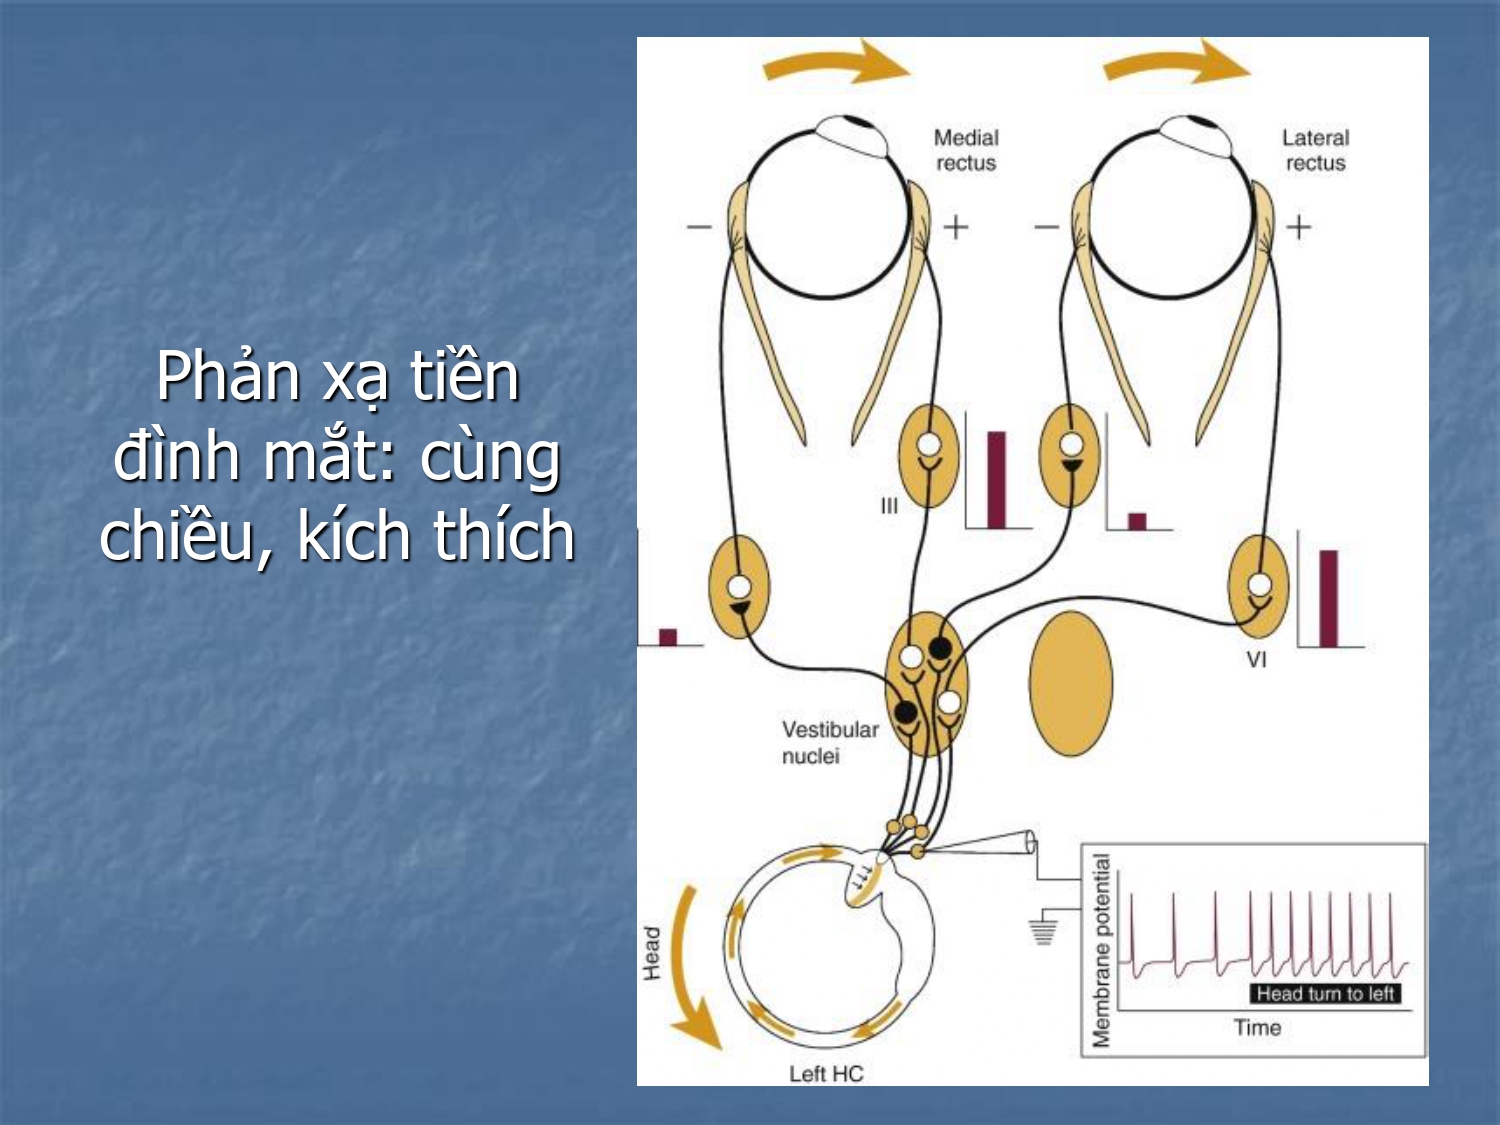 Phản xạ tiền
đình mắt: cùng
chiều, kích thích
Medial
rectus
Lateral
rectus
−
+
−
+
III
VI
Vestibular
nuclei
Head
Left HC
Membrane potential
Head turn to left
Time